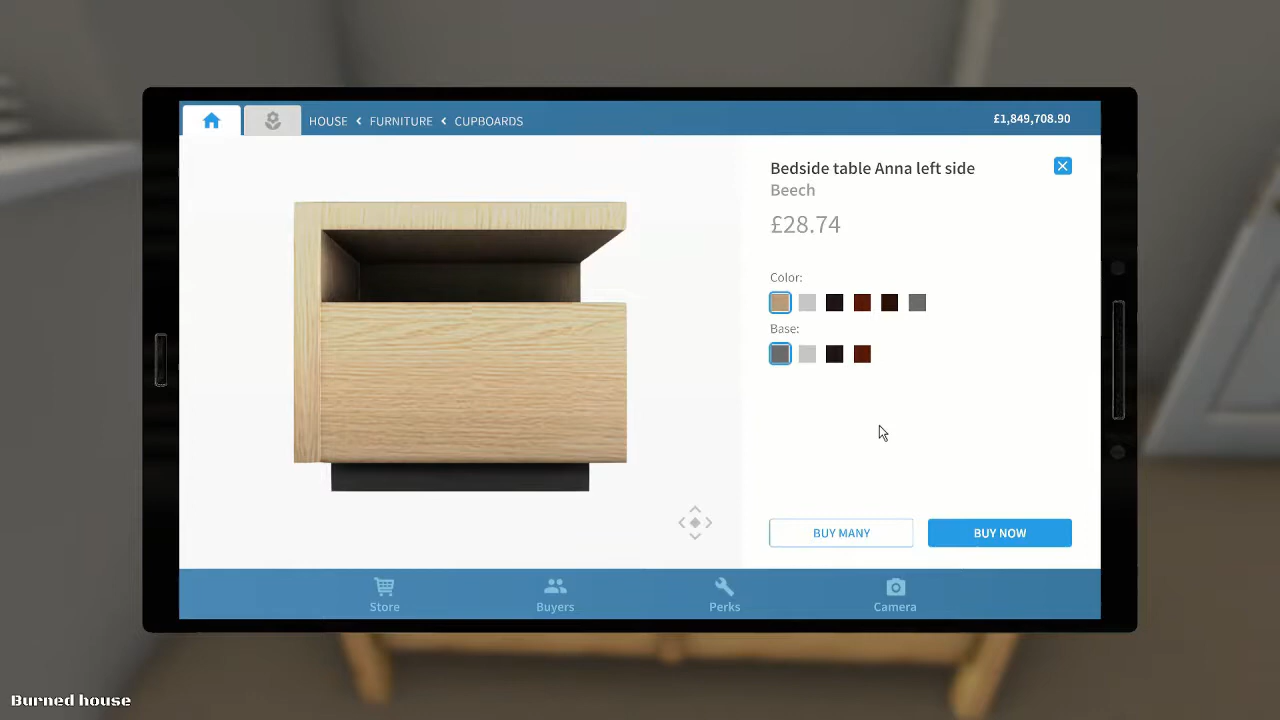 HOUSE < FURNITURE < CUPBOARDS
£1,849,708.90
Bedside table Anna left side
Beech
£28.74
Color:
Base:
BUY MANY
BUY NOW
Store
Buyers
Perks
Camera
Burned house